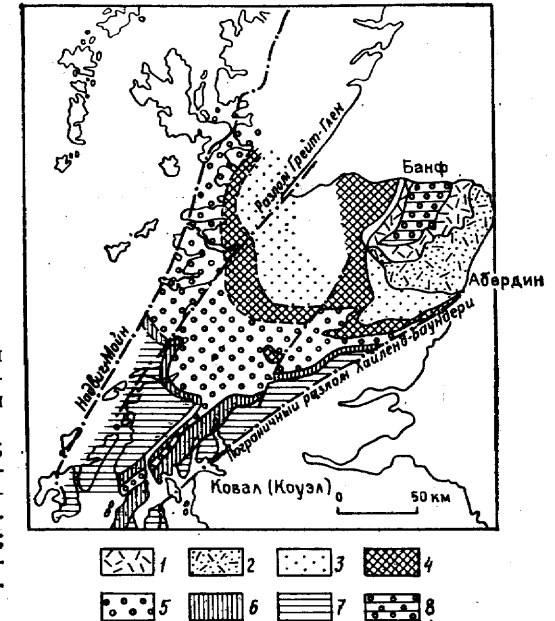 Банф
Разлом Грейт-Глен
Абердин
Надвиг Мойн
Пограничный разлом Хайленд-Баундери
Ковал (Коуэл)
0 50 км
1 2 3 4
5 6 7 8